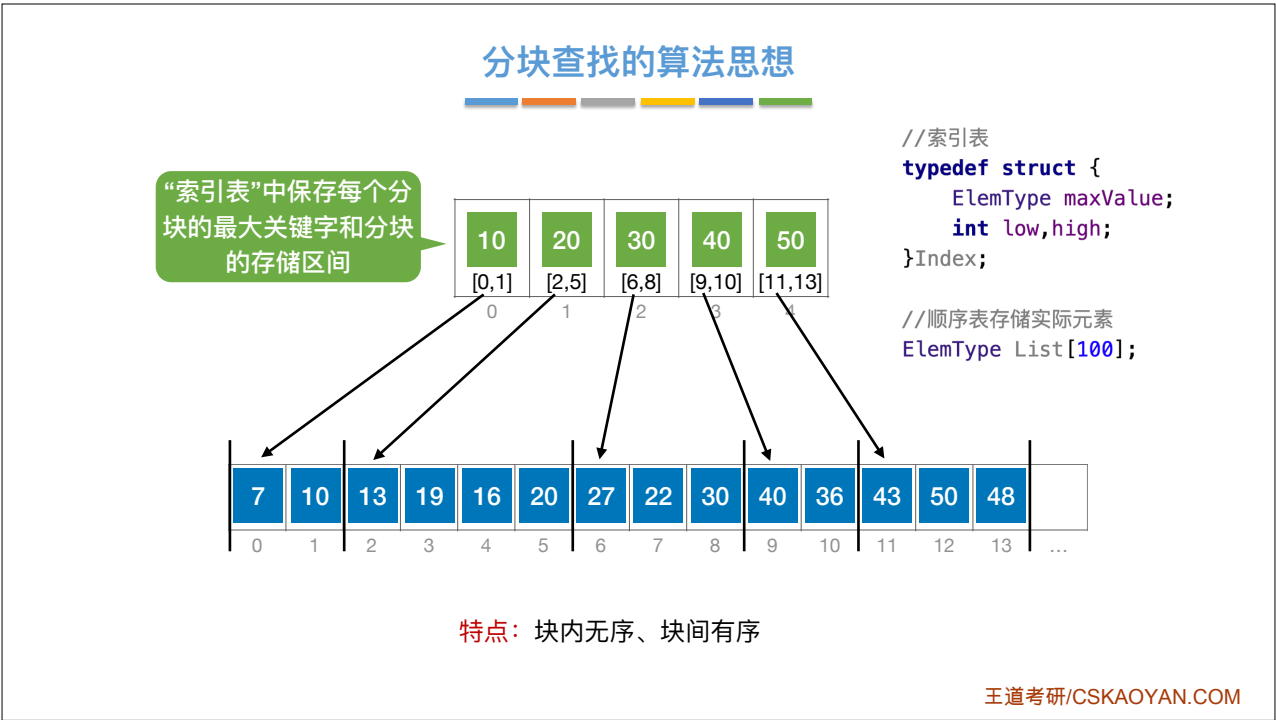 分块查找的算法思想
“索引表”中保存每个分
块的最大关键字和分块
的存储区间
10 20 30 40 50
[0,1] [2,5] [6,8] [9,10] [11,13]
0 1 2 3 4
//索引表
typedef struct {
    ElemType maxValue;
    int low,high;
}Index;
//顺序表存储实际元素
ElemType List[100];
7 10 13 19 16 20 27 22 30 40 36 43 50 48
0 1 2 3 4 5 6 7 8 9 10 11 12 13 ...
特点：块内无序、块间有序
王道考研/CSKAOYAN.COM